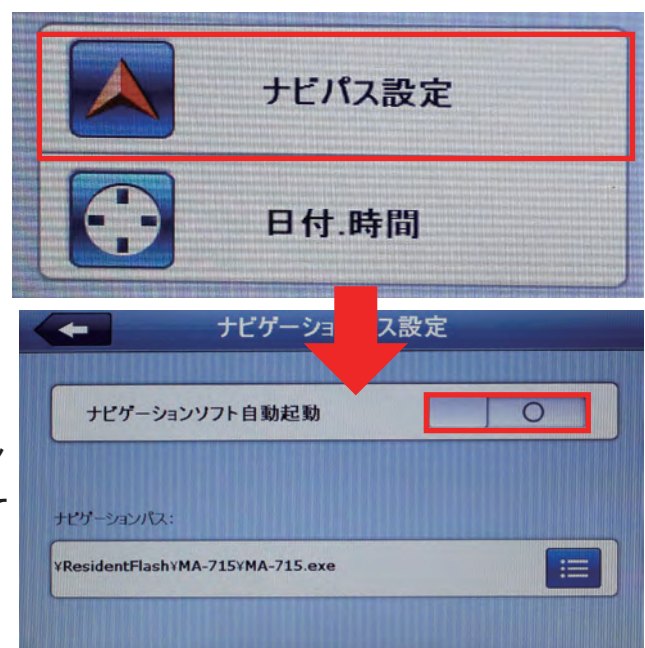 ナビパス設定
日付.時間
ナビゲーショ ス設定
ナビゲーションソフト自動起動
ナビゲーションパス:
¥ResidentFlash¥MA-715¥MA-715.exe